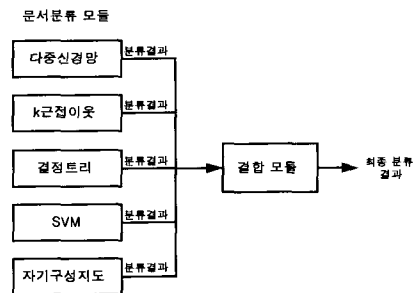 문서분류 모듈
다중신경망
분류결과
k근접이웃
분류결과
결정트리
분류결과
결합 모듈
최종 분류
결과
SVM
분류결과
자기구성지도
분류결과